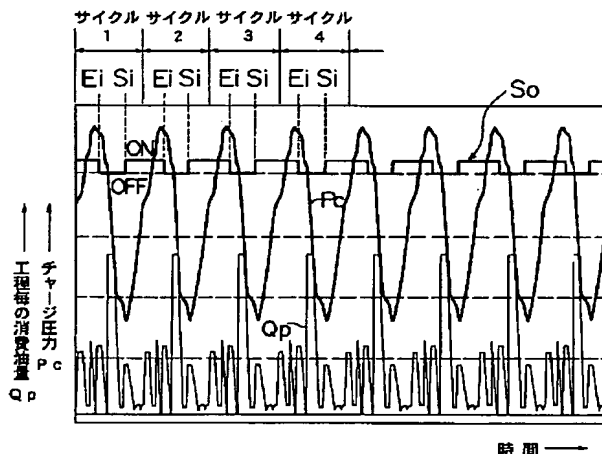 サイクル サイクル サイクル サイクル
1 2 3 4
Ei Si Ei Si Ei Si Ei Si
So
ON
OFF
Pc
Qp
工程毎の消費油量 Qp
チャージ圧力 Pc
時間